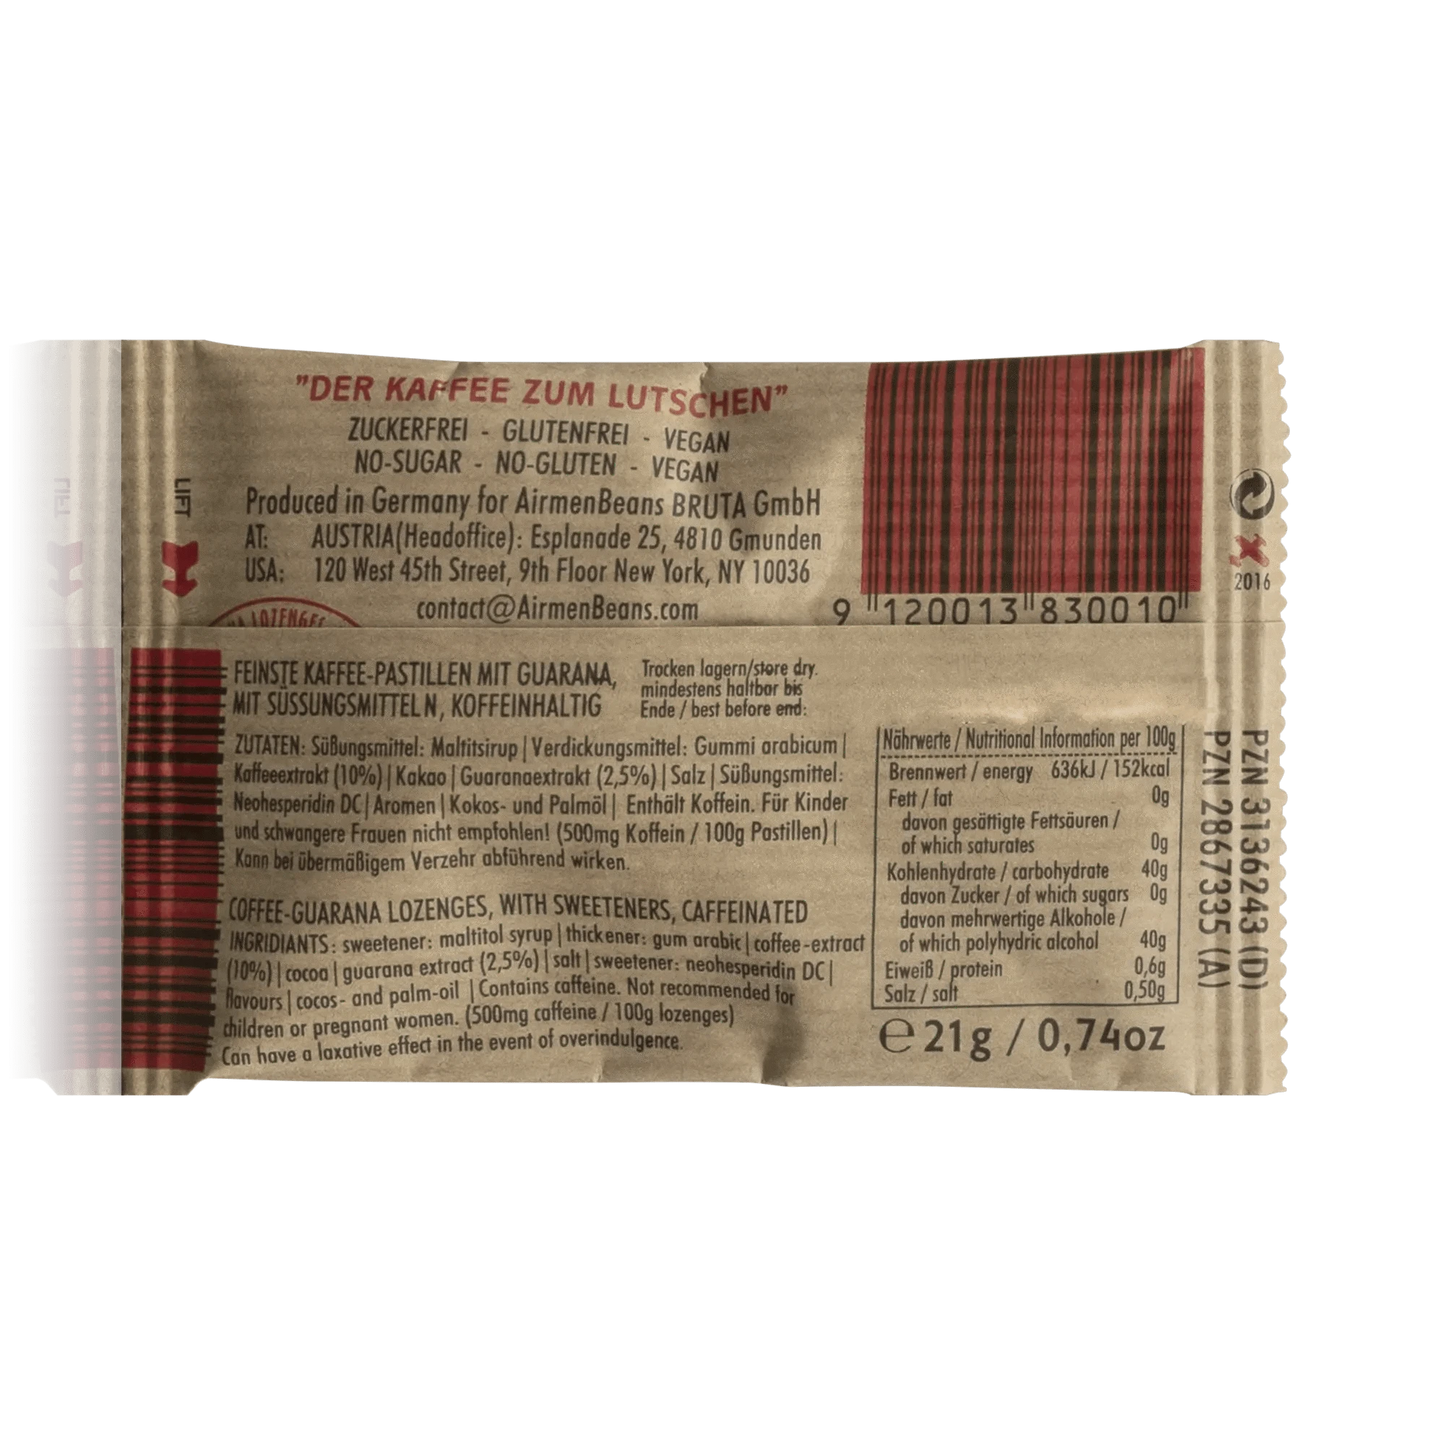 "DER KAFFEE ZUM LUTSCHEN"
ZUCKERFREI - GLUTENFREI - VEGAN
NO-SUGAR - NO-GLUTEN - VEGAN
Produced in Germany for AirmenBeans BRUTA GmbH
AT: AUSTRIA(Headoffice): Esplanade 25, 4810 Gmunden
USA: 120 West 45th Street, 9th Floor New York, NY 10036
contact@AirmenBeans.com
LIFT
LOZENGES
9 120013 830010
2016
FEINSTE KAFFEE-PASTILLEN MIT GUARANA,
MIT SÜSSUNGSMITTELN, KOFFEINHALTIG
Trocken lagern/store dry.
mindestens haltbar bis
Ende / best before end:
ZUTATEN: Süßungsmittel: Maltitsirup | Verdickungsmittel: Gummi arabicum |
Kaffeeextrakt (10%) | Kakao | Guaranaextrakt (2,5%) | Salz | Süßungsmittel:
Neohesperidin DC | Aromen | Kokos- und Palmöl | Enthält Koffein. Für Kinder
und schwangere Frauen nicht empfohlen! (500mg Koffein / 100g Pastillen) |
Kann bei übermäßigem Verzehr abführend wirken.
COFFEE-GUARANA LOZENGES, WITH SWEETENERS, CAFFEINATED
INGRIDIANTS: sweetener: maltitol syrup | thickener: gum arabic | coffee-extract
(10%) | cocoa | guarana extract (2,5%) | salt | sweetener: neohesperidin DC |
flavours | cocos- and palm-oil | Contains caffeine. Not recommended for
children or pregnant women. (500mg caffeine / 100g lozenges)
Can have a laxative effect in the event of overindulgence.
Nährwerte / Nutritional Information per 100g
Brennwert / energy 636kJ / 152kcal
Fett / fat 0g
davon gesättigte Fettsäuren /
of which saturates 0g
Kohlenhydrate / carbohydrate 40g
davon Zucker / of which sugars 0g
davon mehrwertige Alkohole /
of which polyhydric alcohol 40g
Eiweiß / protein 0,6g
Salz / salt 0,50g
e 21g / 0,74oz
PZN 3136243 (D)
PZN 2867335 (A)